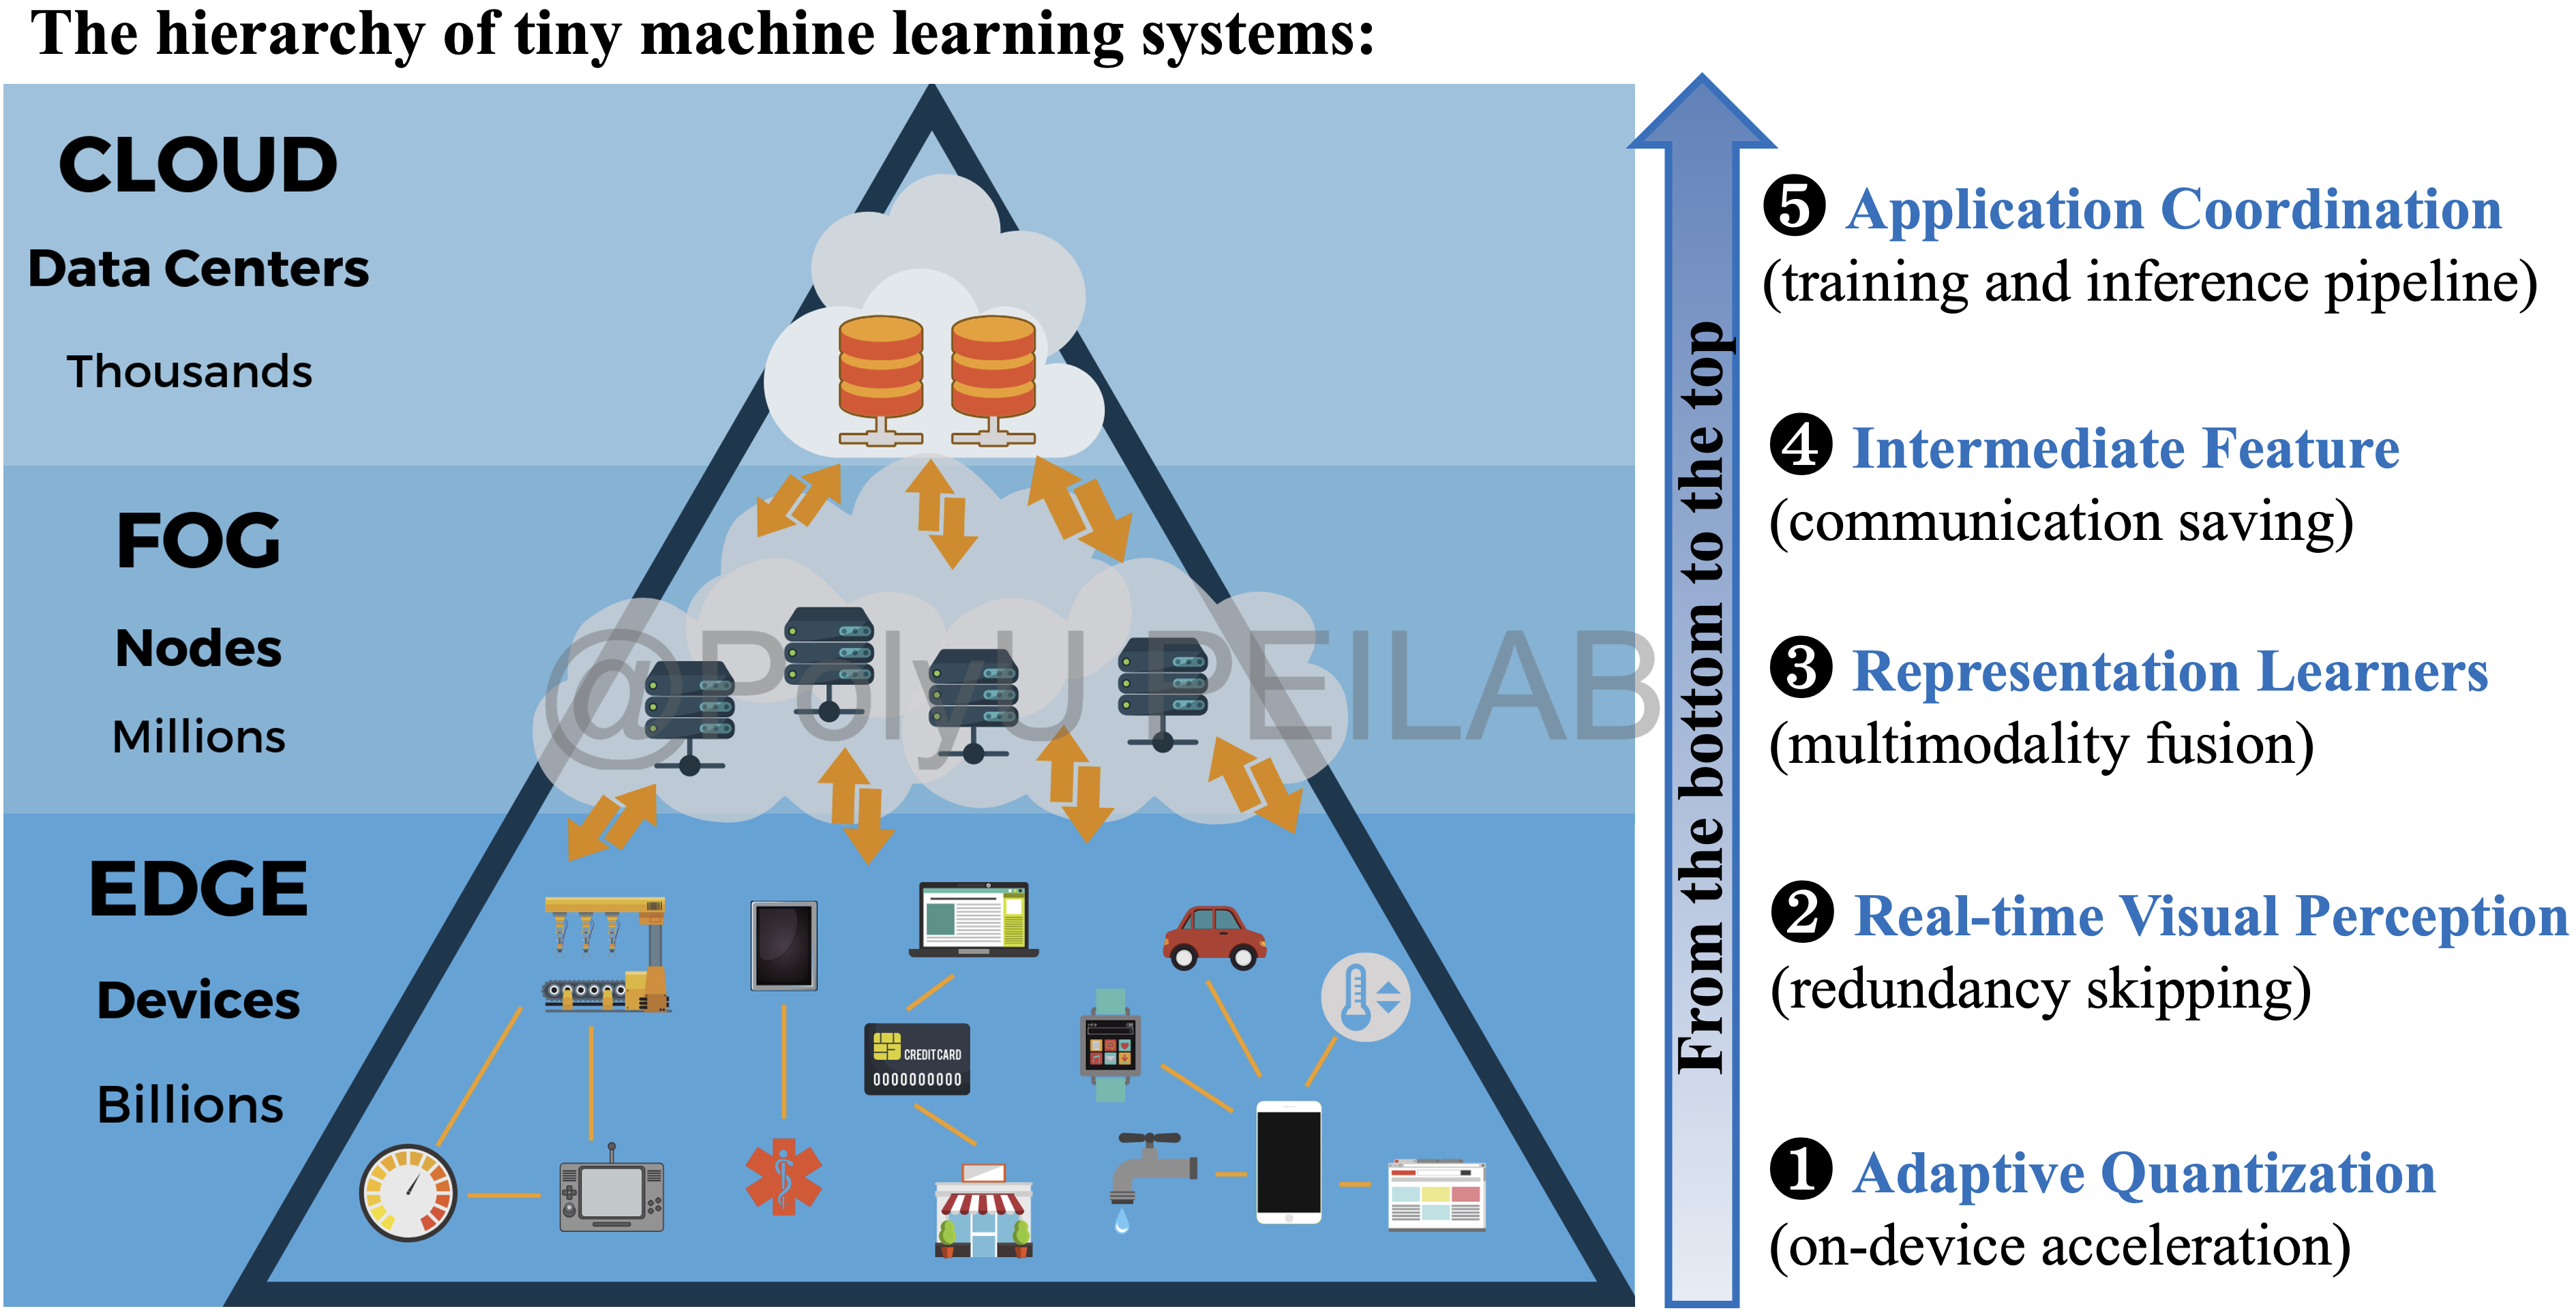 The hierarchy of tiny machine learning systems:
CLOUD
Data Centers
Thousands
FOG
Nodes
Millions
EDGE
Devices
Billions
CREDITCARD
0000000000
@PolyU PEILAB
From the bottom to the top
❺ Application Coordination
(training and inference pipeline)
❹ Intermediate Feature
(communication saving)
❸ Representation Learners
(multimodality fusion)
❷ Real-time Visual Perception
(redundancy skipping)
❶ Adaptive Quantization
(on-device acceleration)